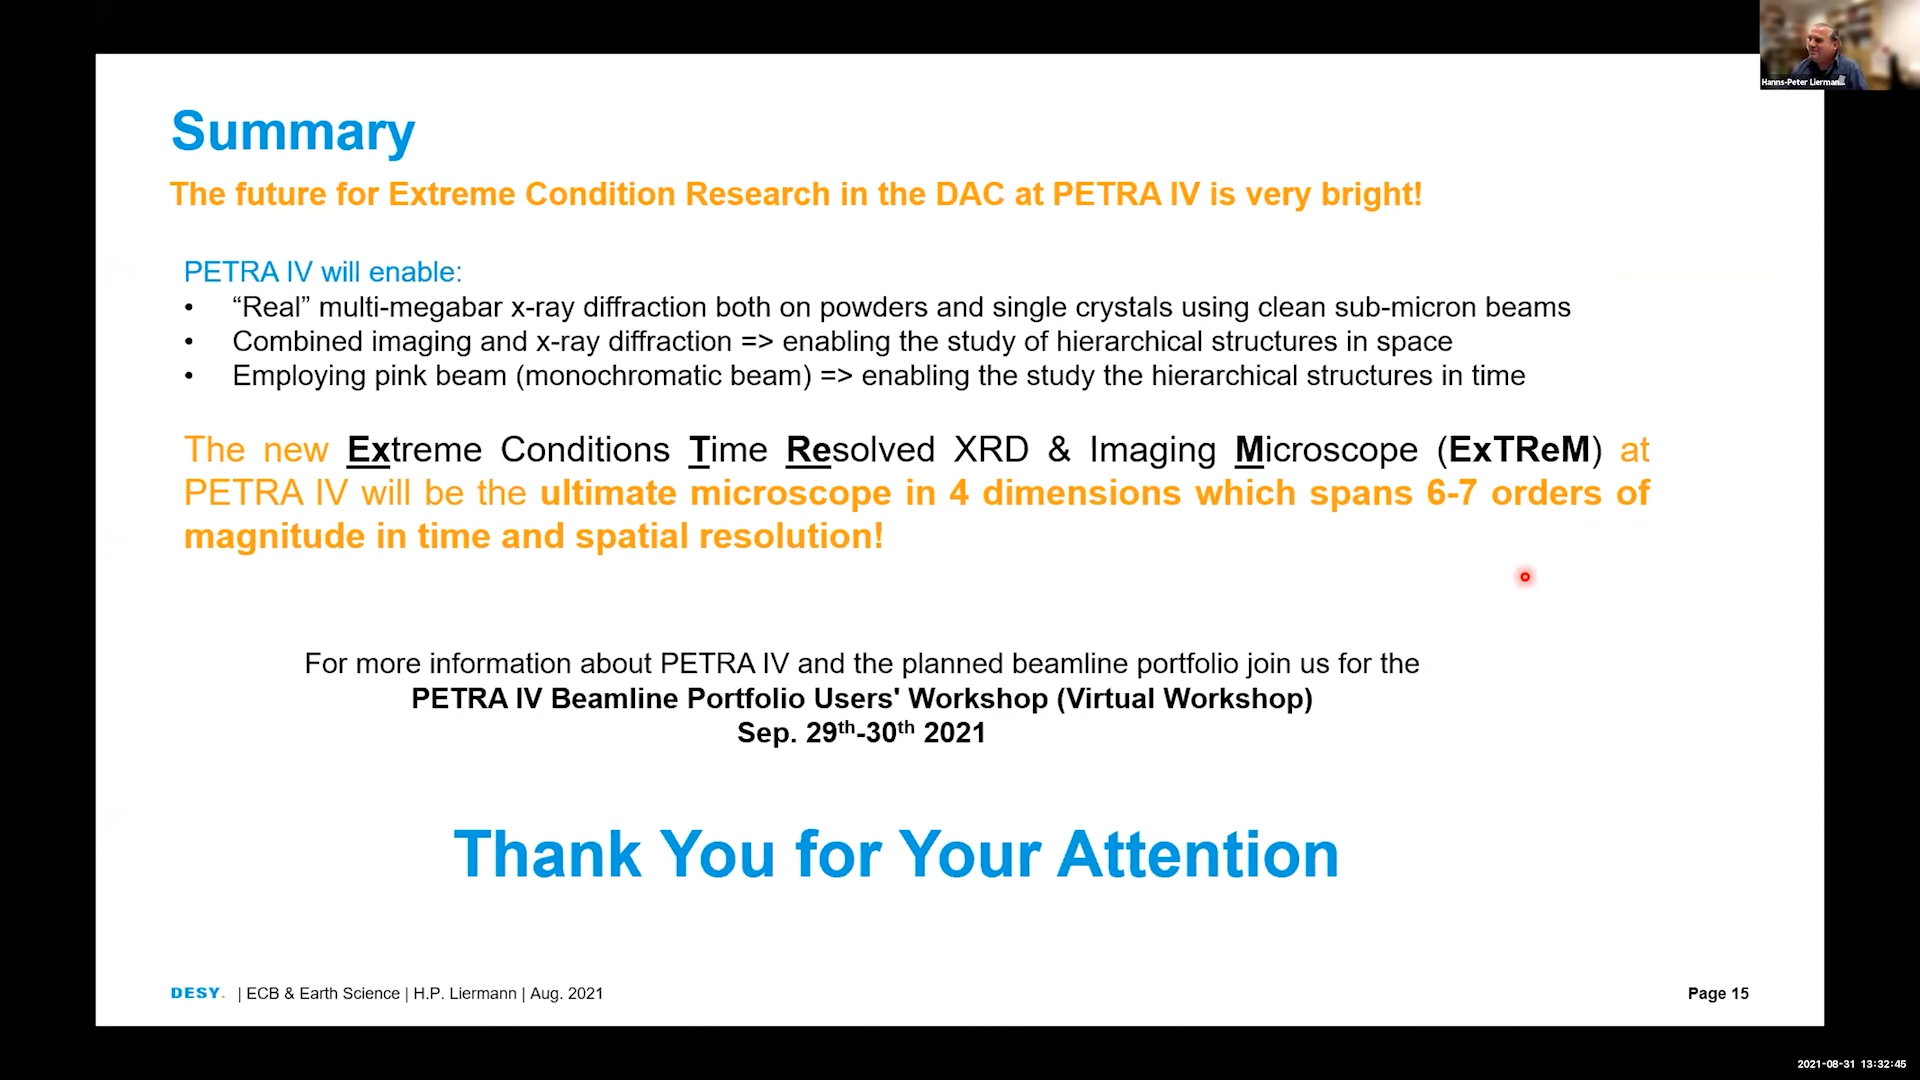 Hanns-Peter Lierman...
Summary
The future for Extreme Condition Research in the DAC at PETRA IV is very bright!
PETRA IV will enable:
• “Real” multi-megabar x-ray diffraction both on powders and single crystals using clean sub-micron beams
• Combined imaging and x-ray diffraction => enabling the study of hierarchical structures in space
• Employing pink beam (monochromatic beam) => enabling the study the hierarchical structures in time
The new Extreme Conditions Time Resolved XRD & Imaging Microscope (ExTReM) at
PETRA IV will be the ultimate microscope in 4 dimensions which spans 6-7 orders of
magnitude in time and spatial resolution!
For more information about PETRA IV and the planned beamline portfolio join us for the
PETRA IV Beamline Portfolio Users' Workshop (Virtual Workshop)
Sep. 29th-30th 2021
Thank You for Your Attention
DESY. | ECB & Earth Science | H.P. Liermann | Aug. 2021
Page 15
2021-08-31 13:32:45